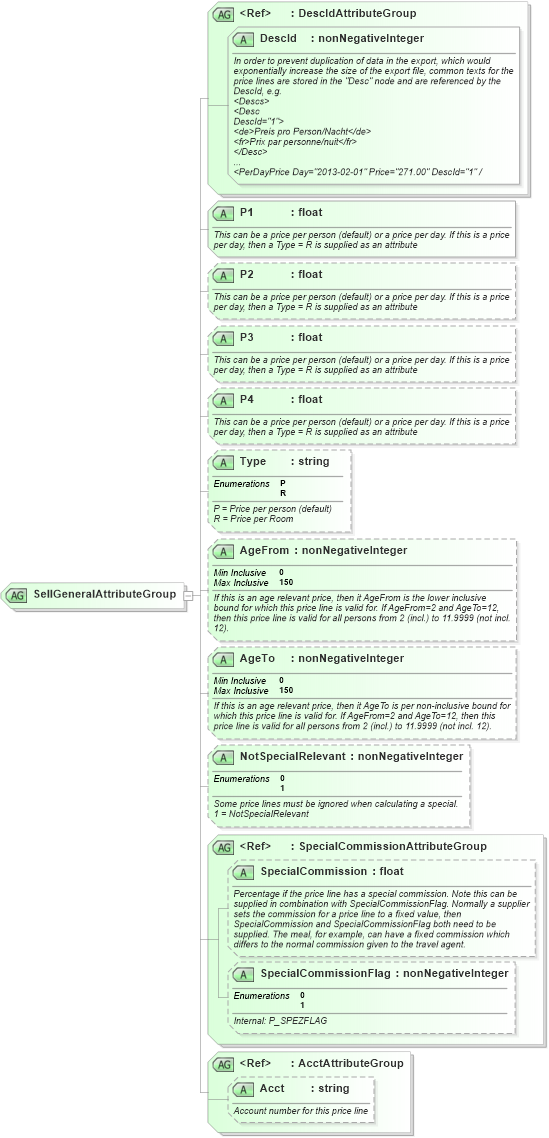 AG <Ref> : DescIdAttributeGroup
A DescId : nonNegativeInteger
In order to prevent duplication of data in the export, which would
exponentially increase the size of the export file, common texts for the
price lines are stored in the "Desc" node and are referenced by the
DescId, e.g.
<Descs>
<Desc
DescId="1">
<de>Preis pro Person/Nacht</de>
<fr>Prix par personne/nuit</fr>
</Desc>
...
<PerDayPrice Day="2013-02-01" Price="271.00" DescId="1" /
A P1 : float
This can be a price per person (default) or a price per day. If this is a price
per day, then a Type = R is supplied as an attribute
A P2 : float
This can be a price per person (default) or a price per day. If this is a price
per day, then a Type = R is supplied as an attribute
A P3 : float
This can be a price per person (default) or a price per day. If this is a price
per day, then a Type = R is supplied as an attribute
A P4 : float
This can be a price per person (default) or a price per day. If this is a price
per day, then a Type = R is supplied as an attribute
A Type : string
Enumerations P
R
P = Price per person (default)
R = Price per Room
AG SellGeneralAttributeGroup
A AgeFrom : nonNegativeInteger
Min Inclusive 0
Max Inclusive 150
If this is an age relevant price, then it AgeFrom is the lower inclusive
bound for which this price line is valid for. If AgeFrom=2 and AgeTo=12,
then this price line is valid for all persons from 2 (incl.) to 11.9999 (not incl.
12).
A AgeTo : nonNegativeInteger
Min Inclusive 0
Max Inclusive 150
If this is an age relevant price, then it AgeTo is per non-inclusive bound for
which this price line is valid for. If AgeFrom=2 and AgeTo=12, then this
price line is valid for all persons from 2 (incl.) to 11.9999 (not incl. 12).
A NotSpecialRelevant : nonNegativeInteger
Enumerations 0
1
Some price lines must be ignored when calculating a special.
1 = NotSpecialRelevant
AG <Ref> : SpecialCommissionAttributeGroup
A SpecialCommission : float
Percentage if the price line has a special commission. Note this can be
supplied in combination with SpecialCommissionFlag. Normally a supplier
sets the commission for a price line to a fixed value, then
SpecialCommission and SpecialCommissionFlag both need to be
supplied. The meal, for example, can have a fixed commission which
differs to the normal commission given to the travel agent.
A SpecialCommissionFlag : nonNegativeInteger
Enumerations 0
1
Internal: P_SPEZFLAG
AG <Ref> : AcctAttributeGroup
A Acct : string
Account number for this price line